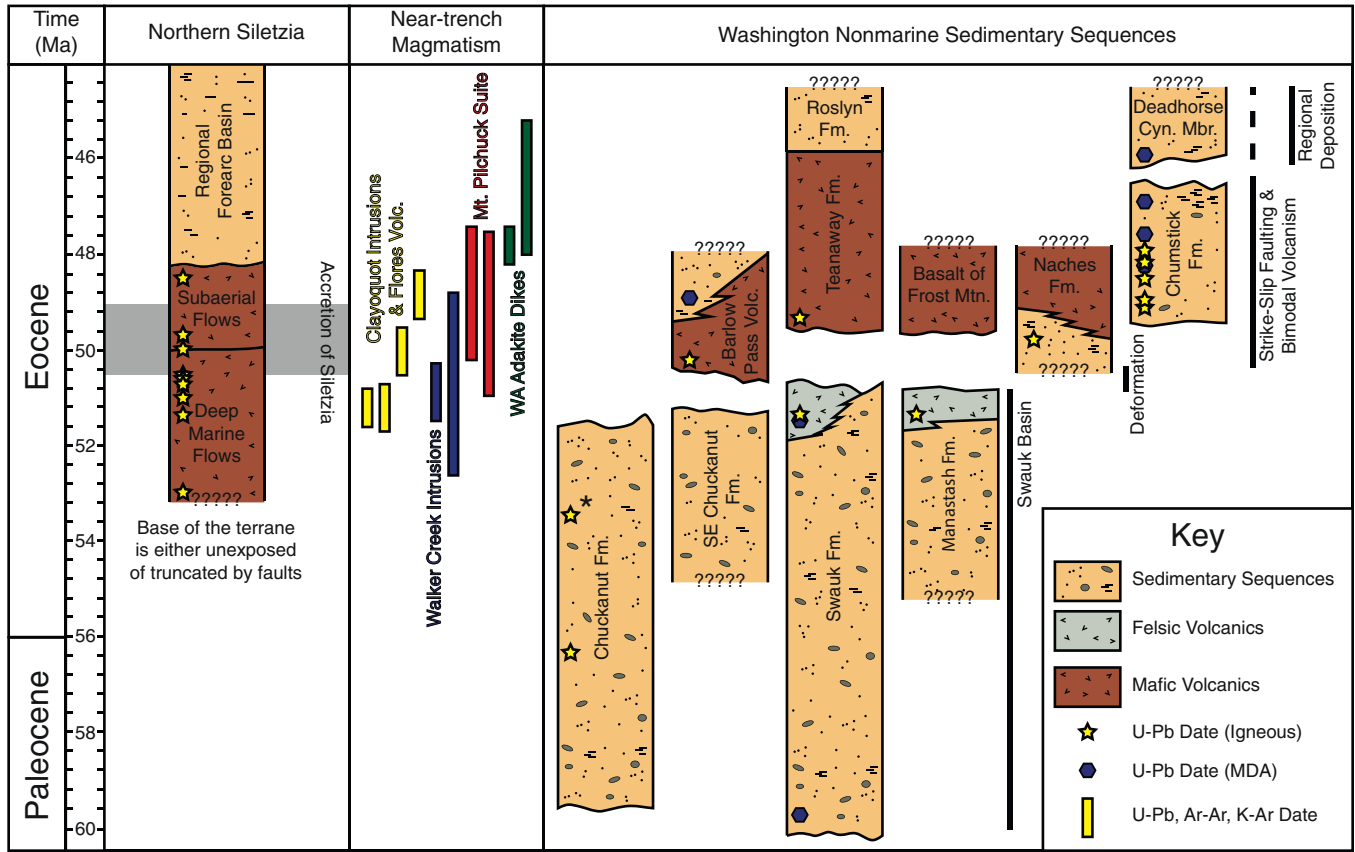 Time
(Ma)
Northern Siletzia
Near-trench
Magmatism
Washington Nonmarine Sedimentary Sequences
Eocene
Paleocene
46
48
50
52
54
56
58
60
Regional
Forearc Basin
Subaerial
Flows
Deep
Marine
Flows
?????
Base of the terrane
is either unexposed
of truncated by faults
Accretion of Siletzia
Clayoquot Intrusions
& Flores Volc.
Walker Creek Intrusions
Mt. Pilchuck Suite
WA Adakite Dikes
*
Chuckanut Fm.
?????
Barlow
Pass Volc.
SE Chuckanut
Fm.
?????
?????
Roslyn
Fm.
Teanaway Fm.
Swauk Fm.
?????
Basalt of
Frost Mtn.
Manastash Fm.
?????
Swauk Basin
?????
Naches
Fm.
?????
Deformation
?????
Deadhorse
Cyn. Mbr.
Chumstick
Fm.
Strike-Slip Faulting &
Bimodal Volcanism
Regional
Deposition
Key
Sedimentary Sequences
Felsic Volcanics
Mafic Volcanics
U-Pb Date (Igneous)
U-Pb Date (MDA)
U-Pb, Ar-Ar, K-Ar Date